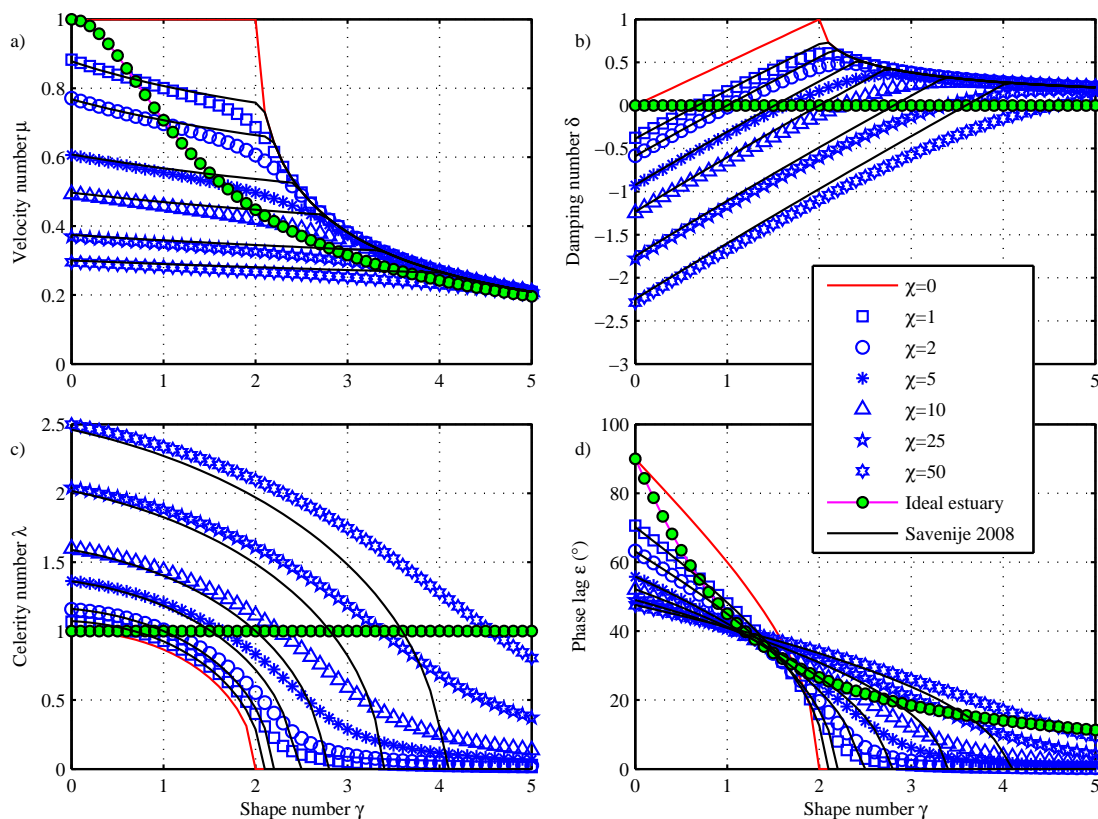 a)
1
0.8
0.6
0.4
0.2
0
0 1 2 3 4 5
Velocity number μ
b)
1
0.5
0
−0.5
−1
−1.5
−2
−2.5
−3
0 1 2 3 4 5
Damping number δ
χ=0
χ=1
χ=2
χ=5
χ=10
χ=25
χ=50
Ideal estuary
Savenije 2008
c)
2.5
2
1.5
1
0.5
0
0 1 2 3 4 5
Celerity number λ
Shape number γ
d)
100
80
60
40
20
0
0 1 2 3 4 5
Phase lag ε (°)
Shape number γ